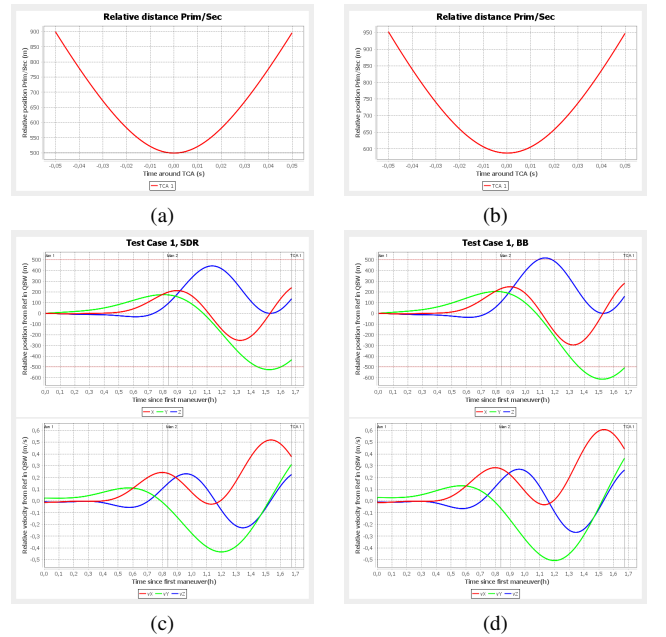 Relative distance Prim/Sec
Relative position Prim/Sec (m)
900
850
800
750
700
650
600
550
500
-0,05 -0,04 -0,03 -0,02 -0,01 0,00 0,01 0,02 0,03 0,04 0,05
Time around TCA (s)
TCA 1
(a)
Relative distance Prim/Sec
Relative position Prim/Sec (m)
950
900
850
800
750
700
650
600
-0,05 -0,04 -0,03 -0,02 -0,01 0,00 0,01 0,02 0,03 0,04 0,05
Time around TCA (s)
TCA 1
(b)
Test Case 1, SDR
Man 2 TCA 1
Relative position from Ref in QSW (m)
500
400
300
200
100
0
-100
-200
-300
-400
-500
-600
0,0 0,1 0,2 0,3 0,4 0,5 0,6 0,7 0,8 0,9 1,0 1,1 1,2 1,3 1,4 1,5 1,6 1,7
Time since first maneuver(h)
X Y Z
Man 2 TCA 1
Relative velocity from Ref in QSW (m/s)
0,6
0,5
0,4
0,3
0,2
0,1
0,0
-0,1
-0,2
-0,3
-0,4
-0,5
0,0 0,1 0,2 0,3 0,4 0,5 0,6 0,7 0,8 0,9 1,0 1,1 1,2 1,3 1,4 1,5 1,6 1,7
Time since first maneuver(h)
vX vY vZ
(c)
Test Case 1, BB
Man 2 TCA 1
Relative position from Ref in QSW (m)
500
400
300
200
100
0
-100
-200
-300
-400
-500
-600
0,0 0,1 0,2 0,3 0,4 0,5 0,6 0,7 0,8 0,9 1,0 1,1 1,2 1,3 1,4 1,5 1,6 1,7
Time since first maneuver(h)
X Y Z
Man 2 TCA 1
Relative velocity from Ref in QSW (m/s)
0,6
0,5
0,4
0,3
0,2
0,1
0,0
-0,1
-0,2
-0,3
-0,4
-0,5
0,0 0,1 0,2 0,3 0,4 0,5 0,6 0,7 0,8 0,9 1,0 1,1 1,2 1,3 1,4 1,5 1,6 1,7
Time since first maneuver(h)
vX vY vZ
(d)